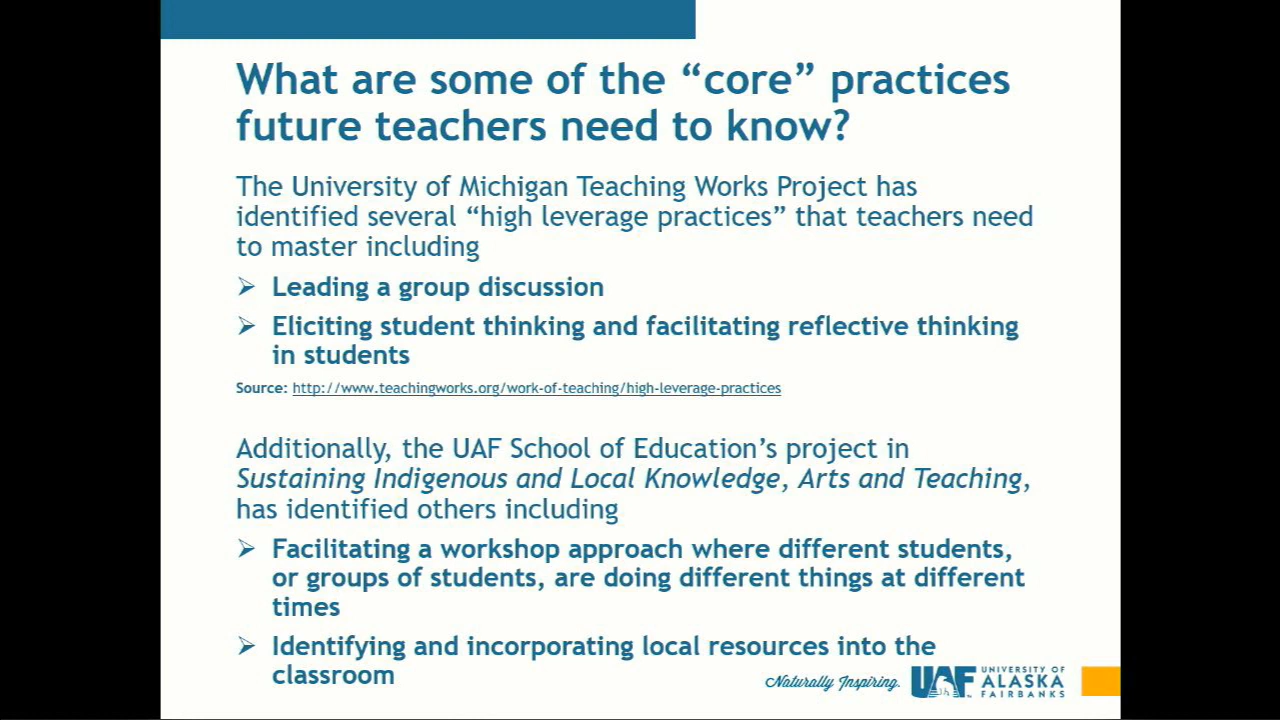 What are some of the “core” practices
future teachers need to know?
The University of Michigan Teaching Works Project has
identified several “high leverage practices” that teachers need
to master including
➢ Leading a group discussion
➢ Eliciting student thinking and facilitating reflective thinking
in students
Source: http://www.teachingworks.org/work-of-teaching/high-leverage-practices
Additionally, the UAF School of Education’s project in
Sustaining Indigenous and Local Knowledge, Arts and Teaching,
has identified others including
➢ Facilitating a workshop approach where different students,
or groups of students, are doing different things at different
times
➢ Identifying and incorporating local resources into the
classroom
Naturally Inspiring.
UAF
UNIVERSITY OF
ALASKA
FAIRBANKS